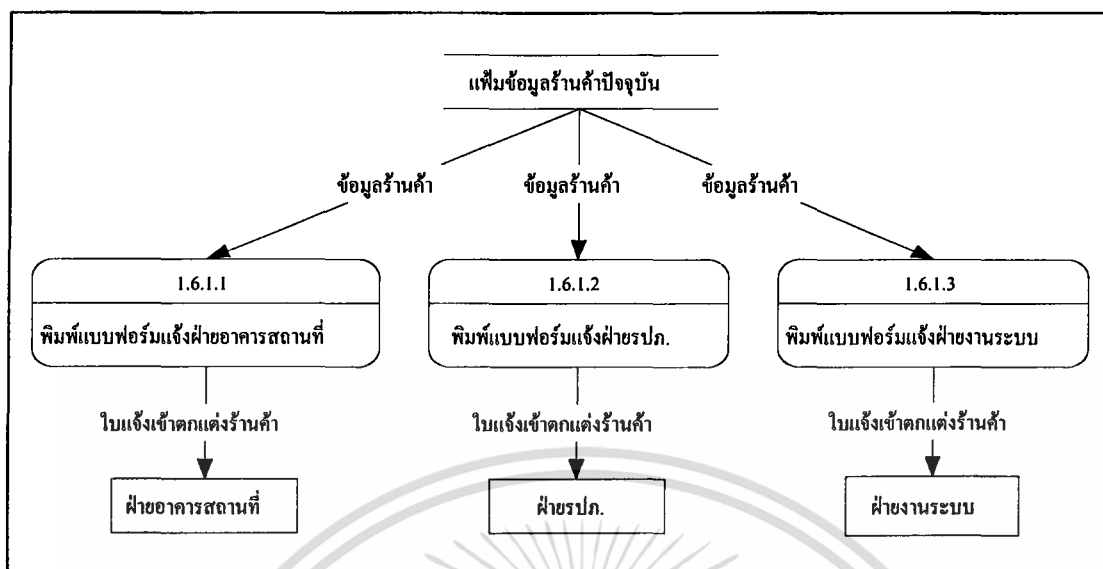 แฟ้มข้อมูลร้านค้าปัจจุบัน
ข้อมูลร้านค้า ข้อมูลร้านค้า ข้อมูลร้านค้า
1.6.1.1 1.6.1.2 1.6.1.3
พิมพ์แบบฟอร์มแจ้งฝ่ายอาคารสถานที่ พิมพ์แบบฟอร์มแจ้งฝ่ายรปภ. พิมพ์แบบฟอร์มแจ้งฝ่ายงานระบบ
ใบแจ้งเข้าตกแต่งร้านค้า ใบแจ้งเข้าตกแต่งร้านค้า ใบแจ้งเข้าตกแต่งร้านค้า
ฝ่ายอาคารสถานที่ ฝ่ายรปภ. ฝ่ายงานระบบ